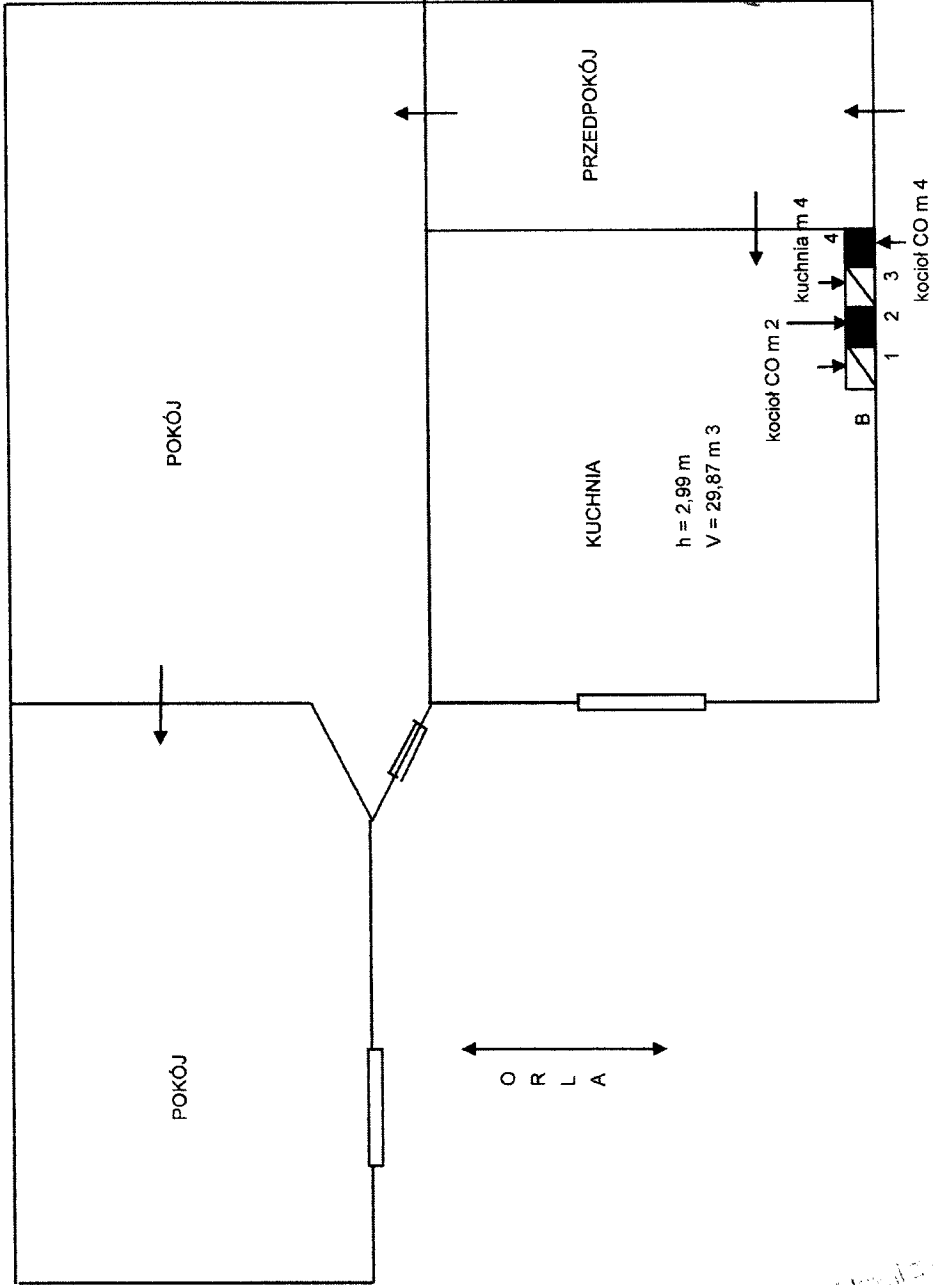 POKÓJ
POKÓJ
PRZEDPOKÓJ
KUCHNIA
h = 2,99 m
V = 29,87 m 3
kocioł CO m 2
kuchnia m 4
kocioł CO m 4
B
1
2
3
4
O
R
L
A